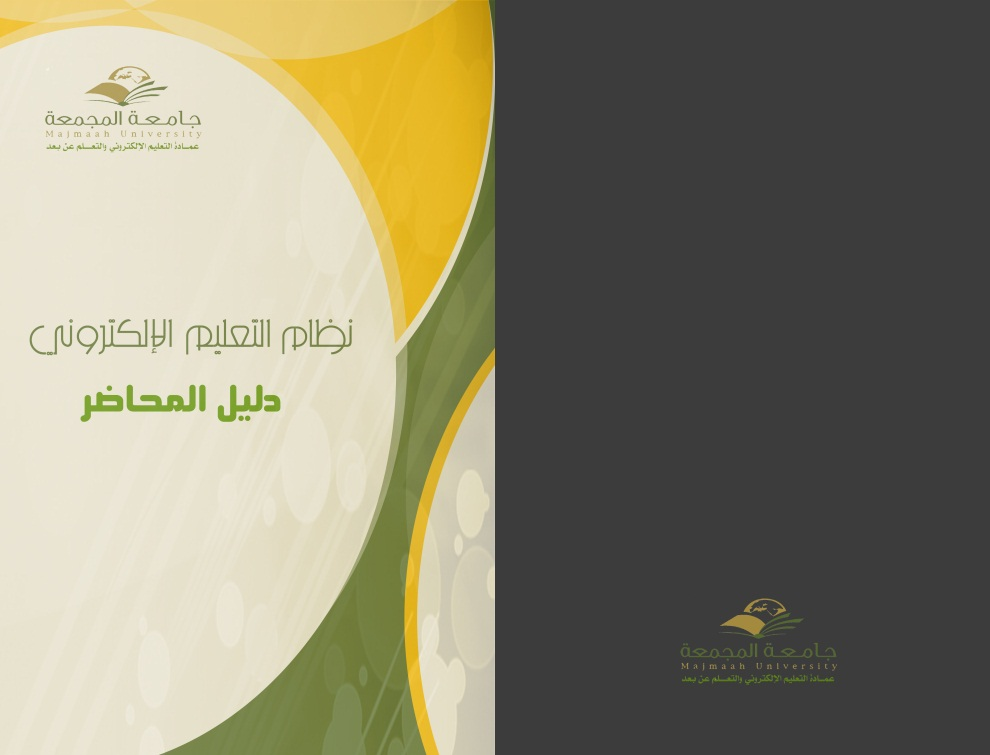 جامعة المجمعة
Majmaah University
عمادة التعليم الالكتروني والتعلم عن بعد
نظام التعليم الإلكتروني
دليل المحاضر
جامعة المجمعة
Majmaah University
عمادة التعليم الالكتروني والتعلم عن بعد